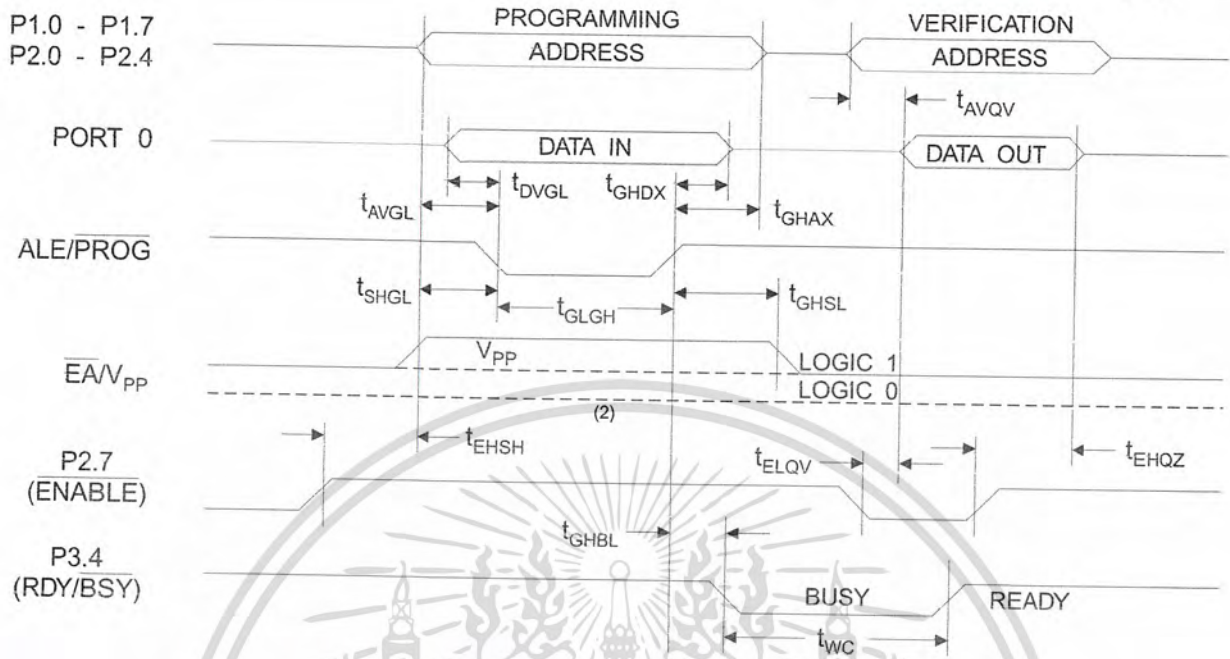 PROGRAMMING
VERIFICATION
P1.0 - P1.7
P2.0 - P2.4
ADDRESS
ADDRESS
tAVQV
PORT 0
DATA IN
DATA OUT
tDVGL
tGHDX
tAVGL
tGHAX
ALE/PROG
tSHGL
tGLGH
tGHSL
EA/VPP
VPP
LOGIC 1
LOGIC 0
(2)
tEHSH
tELQV
tEHQZ
P2.7
(ENABLE)
tGHBL
P3.4
(RDY/BSY)
BUSY
READY
tWC